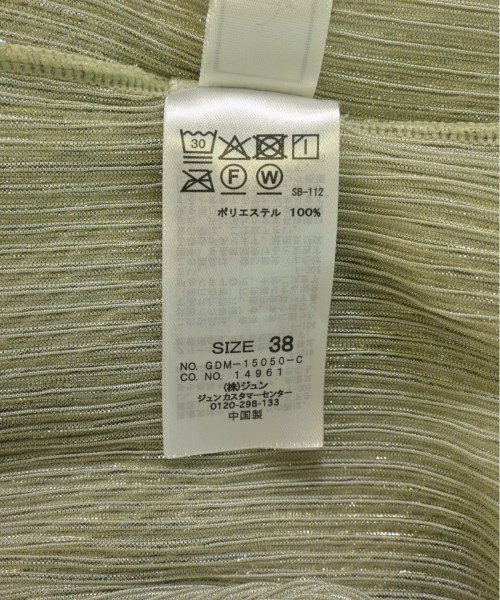 30
F W SB-112
ポリエステル 100%
SIZE 38
NO. GDM-15050-C
CO. NO. 14961
(株)ジュン
ジュンカスタマーセンター
0120-298-133
中国製